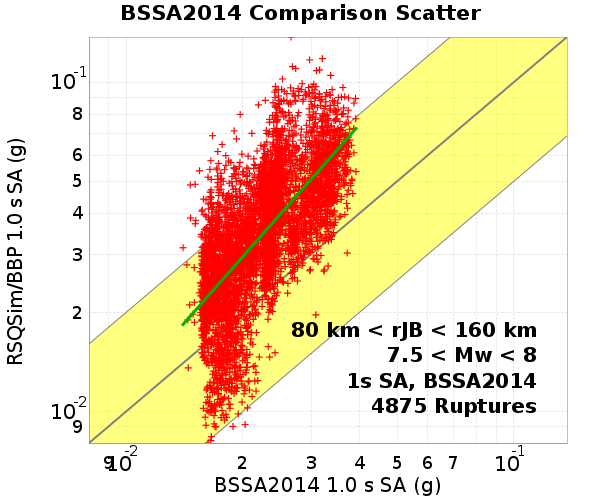 BSSA2014 Comparison Scatter
RSQSim/BBP 1.0 s SA (g)
10-1
8
6
5
4
3
2
10-2
9
80 km < rJB < 160 km
7.5 < Mw < 8
1s SA, BSSA2014
4875 Ruptures
9 10-2 2 3 4 5 6 7 10-1
BSSA2014 1.0 s SA (g)